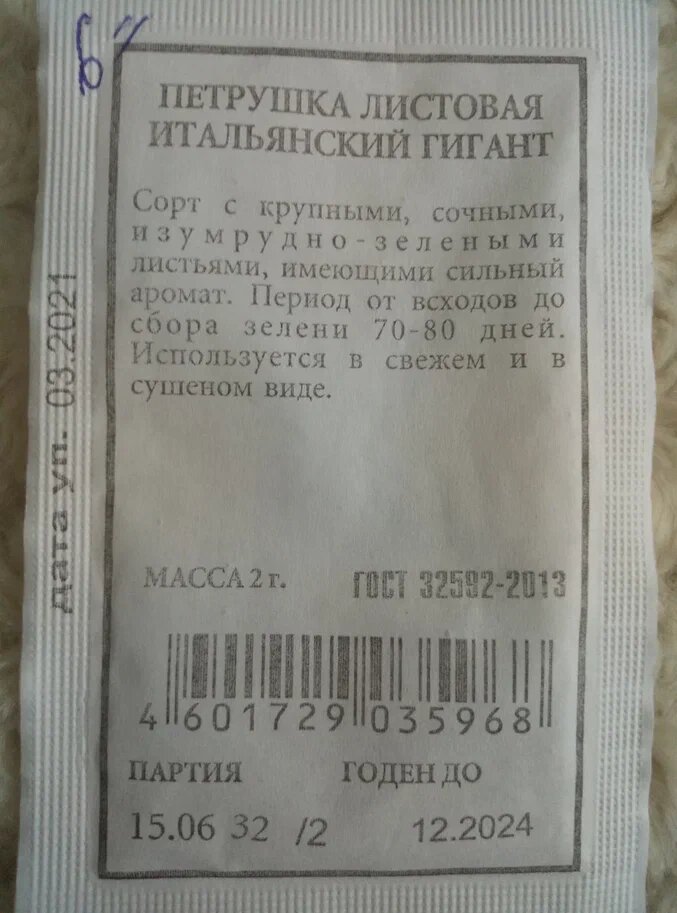 6"
ПЕТРУШКА ЛИСТОВАЯ
ИТАЛЬЯНСКИЙ ГИГАНТ
Сорт с крупными, сочными,
изумрудно-зелеными
листьями, имеющими сильный
аромат. Период от всходов до
сбора зелени 70-80 дней.
Используется в свежем и в
сушеном виде.
дата уп. 03.2021
МАССА 2 г. ГОСТ 32592-2013
4 601729 035968
ПАРТИЯ ГОДЕН ДО
15.06 32 /2 12.2024